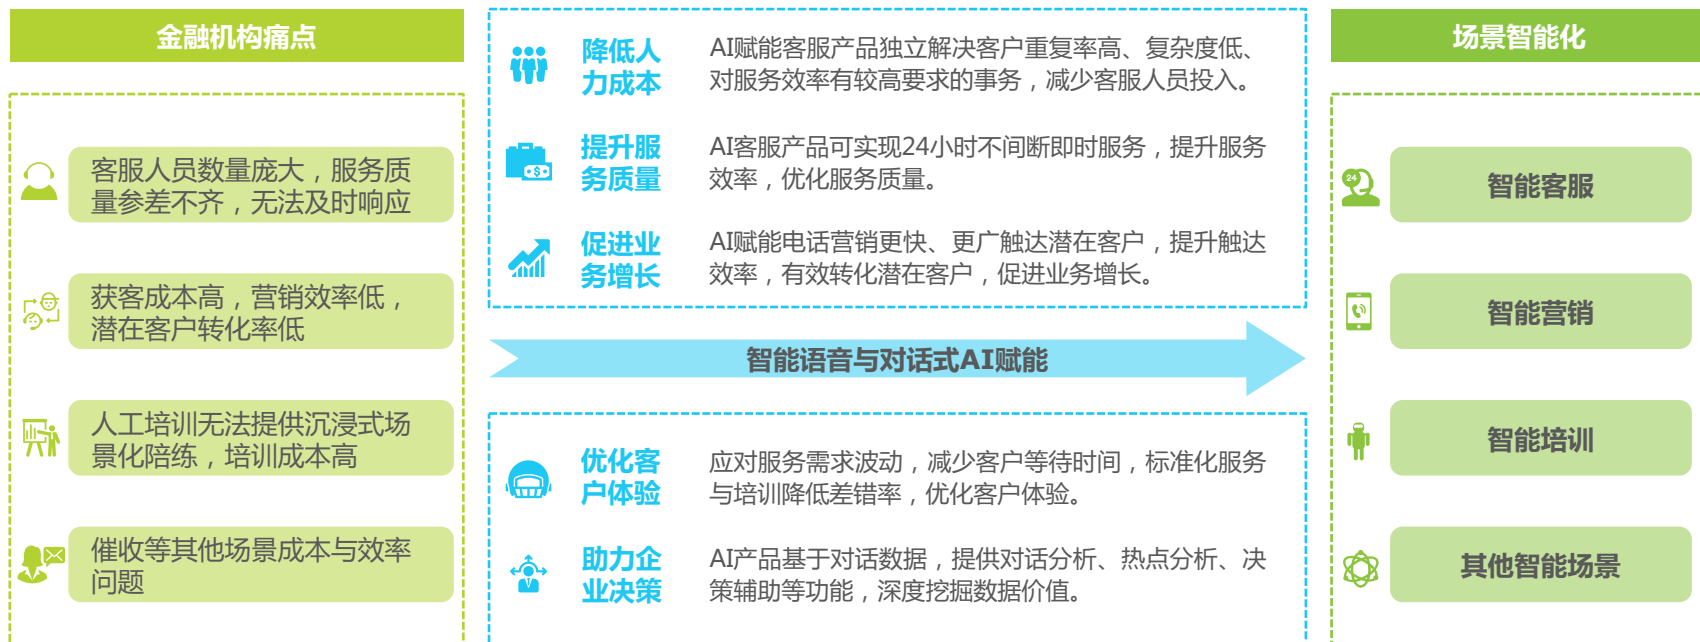 金融机构痛点
客服人员数量庞大，服务质
量参差不齐，无法及时响应
获客成本高，营销效率低，
潜在客户转化率低
人工培训无法提供沉浸式场
景化陪练，培训成本高
催收等其他场景成本与效率
问题
降低人
力成本
AI赋能客服产品独立解决客户重复率高、复杂度低、
对服务效率有较高要求的事务，减少客服人员投入。
提升服
务质量
AI客服产品可实现24小时不间断即时服务，提升服务
效率，优化服务质量。
促进业
务增长
AI赋能电话营销更快、更广触达潜在客户，提升触达
效率，有效转化潜在客户，促进业务增长。
智能语音与对话式AI赋能
优化客
户体验
应对服务需求波动，减少客户等待时间，标准化服务
与培训降低差错率，优化客户体验。
助力企
业决策
AI产品基于对话数据，提供对话分析、热点分析、决
策辅助等功能，深度挖掘数据价值。
场景智能化
24
智能客服
智能营销
智能培训
其他智能场景